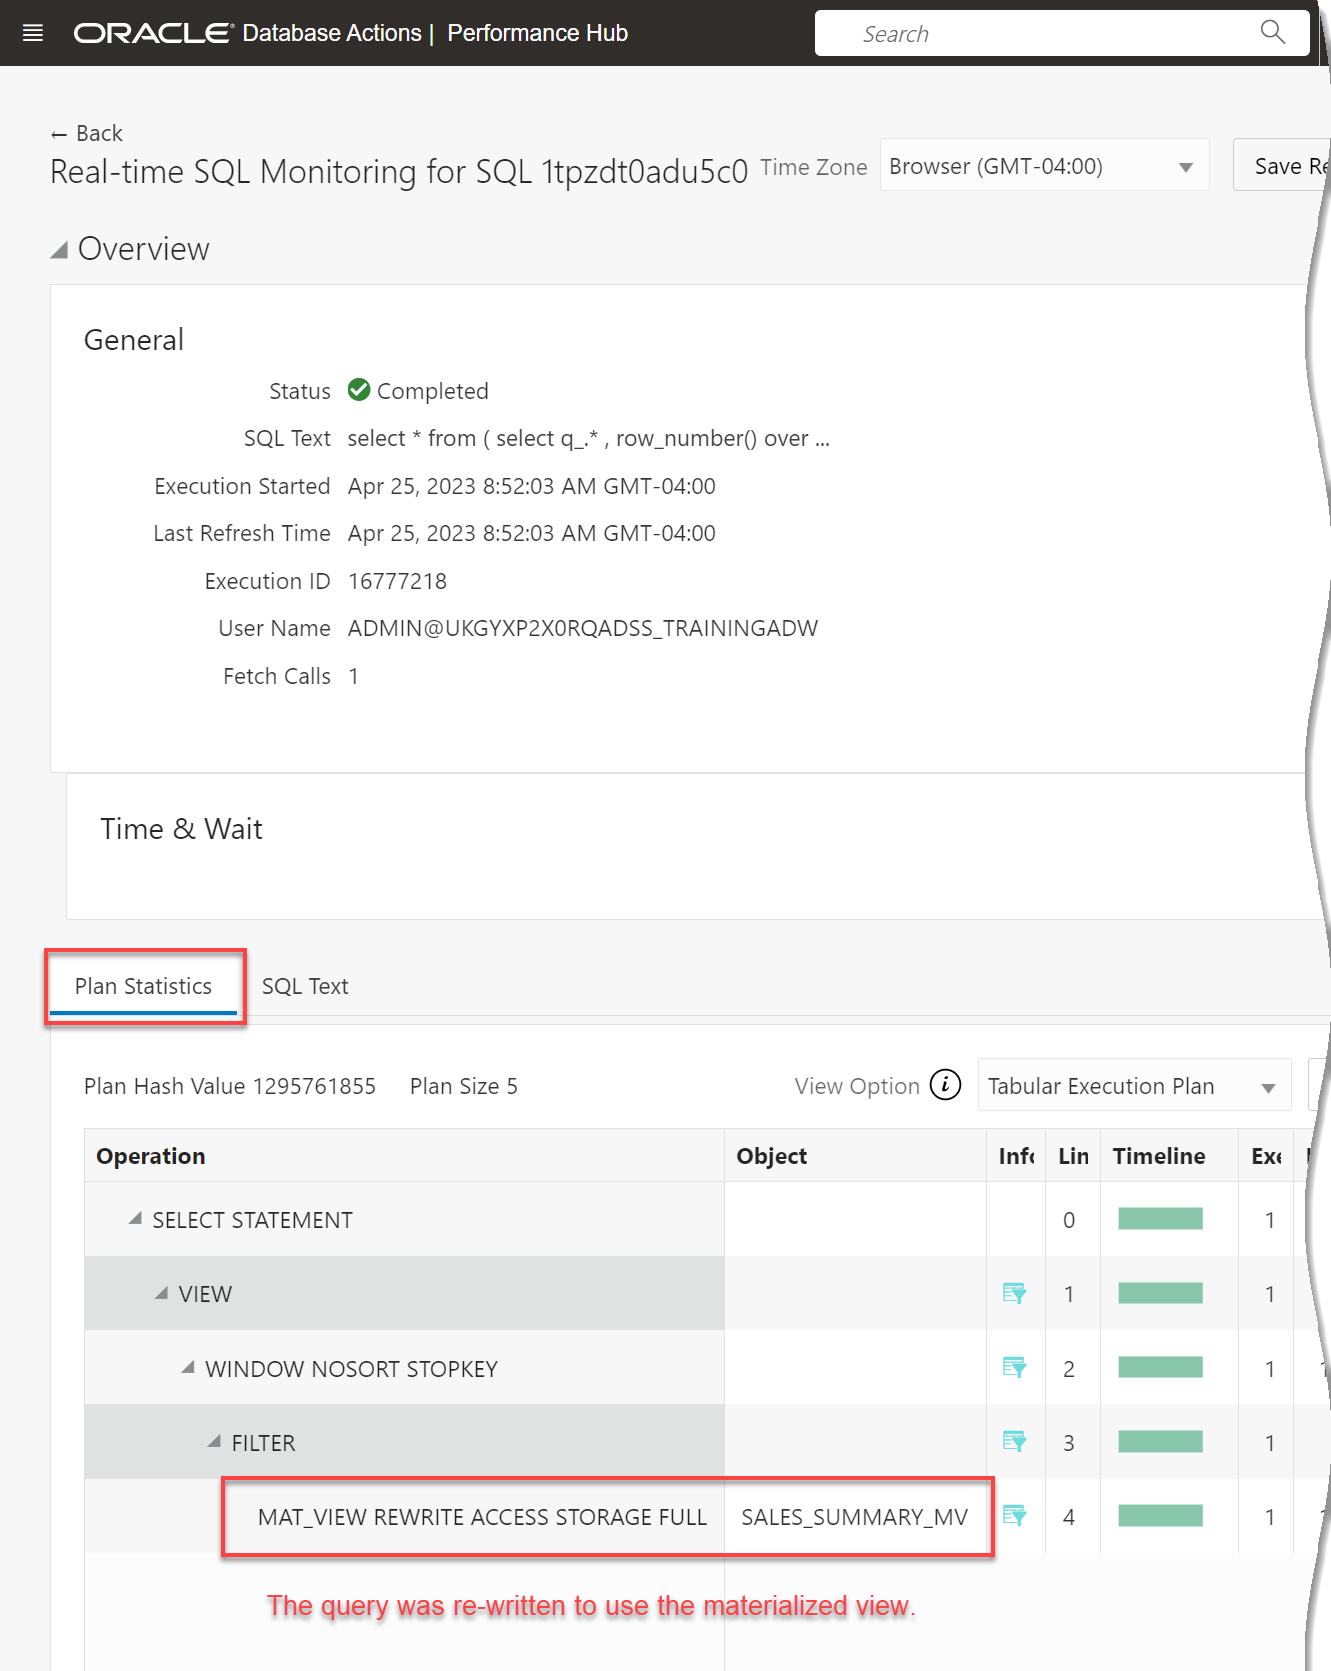 ORACLE Database Actions | Performance Hub
Search
← Back
Real-time SQL Monitoring for SQL 1tpzdt0adu5c0 Time Zone Browser (GMT-04:00) Save Re
Overview
General
Status Completed
SQL Text select * from ( select q_.* , row_number() over ...
Execution Started Apr 25, 2023 8:52:03 AM GMT-04:00
Last Refresh Time Apr 25, 2023 8:52:03 AM GMT-04:00
Execution ID 16777218
User Name ADMIN@UKGYXP2X0RQADSS_TRAININGADW
Fetch Calls 1
Time & Wait
Plan Statistics SQL Text
Plan Hash Value 1295761855 Plan Size 5 View Option i Tabular Execution Plan
Operation Object Info Lin Timeline Exe
SELECT STATEMENT 0 1
VIEW 1 1
WINDOW NOSORT STOPKEY 2 1
FILTER 3 1
MAT_VIEW REWRITE ACCESS STORAGE FULL SALES_SUMMARY_MV 4 1
The query was re-written to use the materialized view.